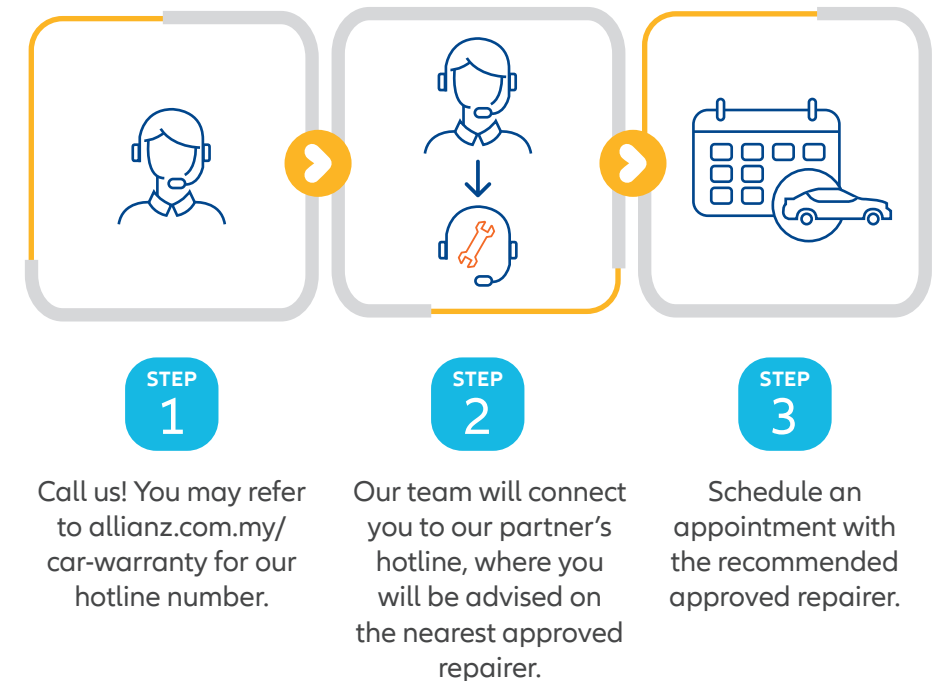 STEP
1
Call us! You may refer
to allianz.com.my/
car-warranty for our
hotline number.
STEP
2
Our team will connect
you to our partner’s
hotline, where you
will be advised on
the nearest approved
repairer.
STEP
3
Schedule an
appointment with
the recommended
approved repairer.